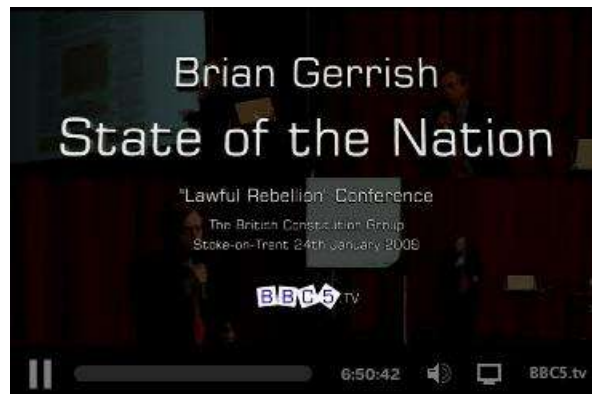 Brian Gerrish
State of the Nation
"Lawful Rebellion" Conference
The British Constitution Group
Stoke-on-Trent 24th January 2009
BBC5.TV
6:50:42 BBC5.tv